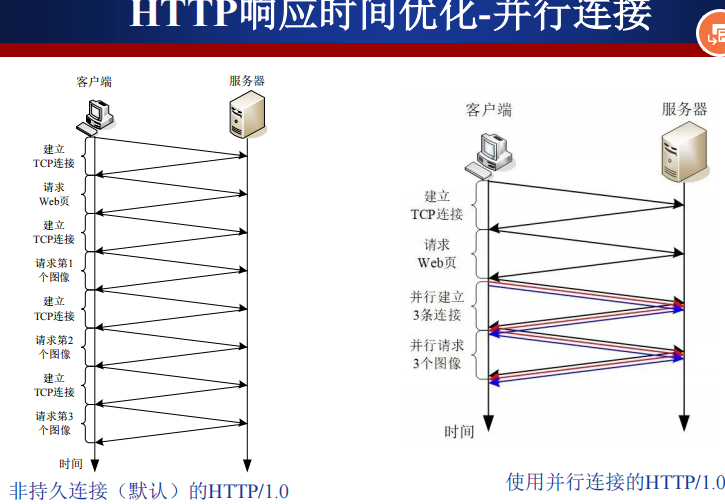 HTTP响应时间优化-并行连接
客户端
服务器
建立
TCP连接
请求
Web页
建立
TCP连接
请求第1
个图像
建立
TCP连接
请求第2
个图像
建立
TCP连接
请求第3
个图像
时间
非持久连接（默认）的HTTP/1.0
客户端
服务器
建立
TCP连接
请求
Web页
并行建立
3条连接
并行请求
3个图像
时间
使用并行连接的HTTP/1.0